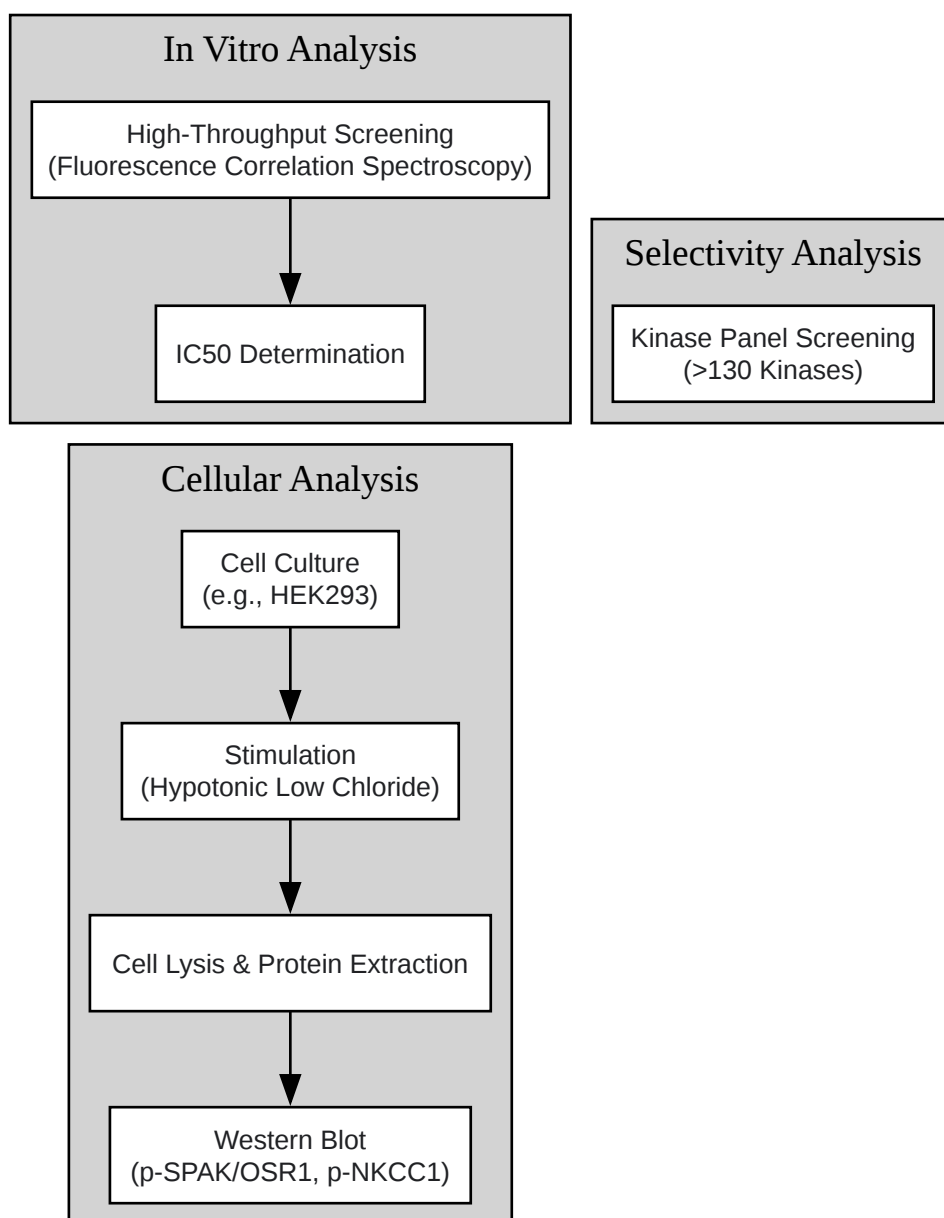 In Vitro Analysis
High-Throughput Screening
(Fluorescence Correlation Spectroscopy)
IC50 Determination
Selectivity Analysis
Kinase Panel Screening
(>130 Kinases)
Cellular Analysis
Cell Culture
(e.g., HEK293)
Stimulation
(Hypotonic Low Chloride)
Cell Lysis & Protein Extraction
Western Blot
(p-SPAK/OSR1, p-NKCC1)